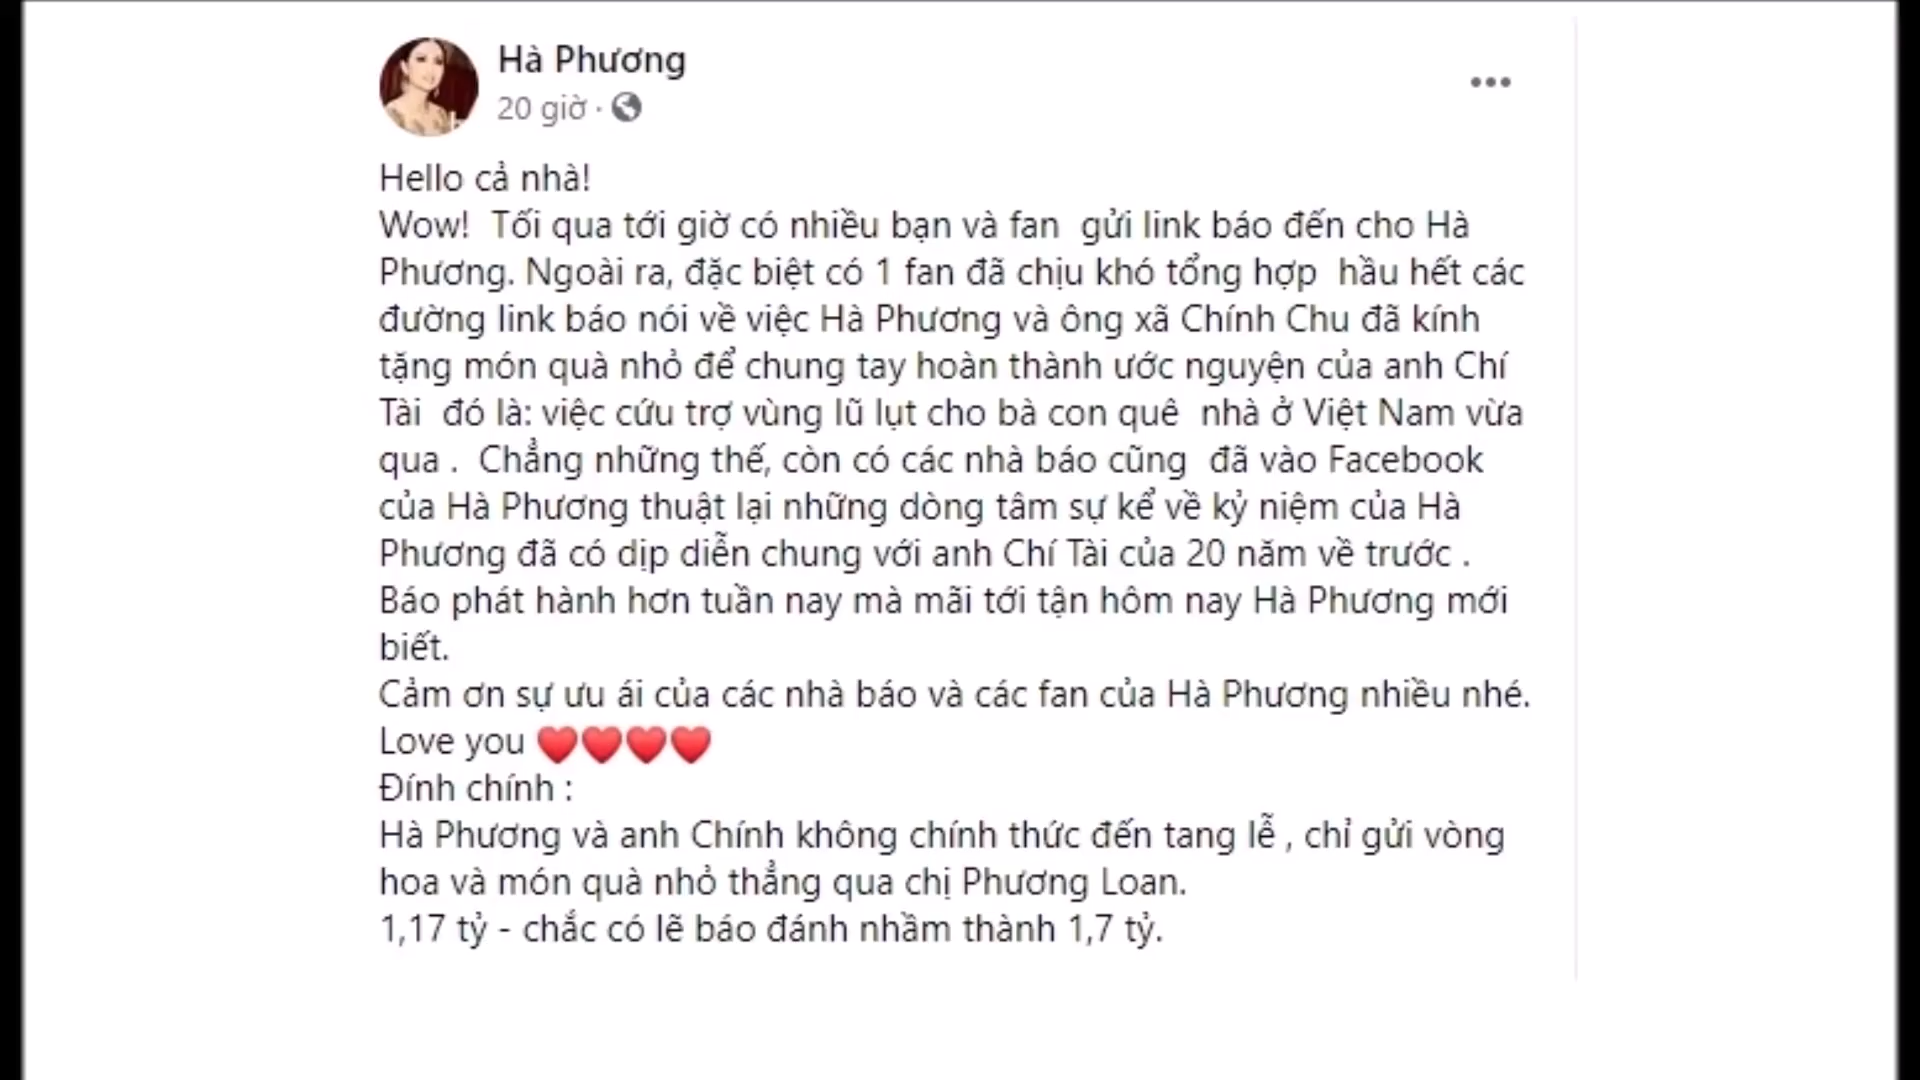 Hà Phương
20 giờ ·
Hello cả nhà!
Wow! Tối qua tới giờ có nhiều bạn và fan gửi link báo đến cho Hà
Phương. Ngoài ra, đặc biệt có 1 fan đã chịu khó tổng hợp hầu hết các
đường link báo nói về việc Hà Phương và ông xã Chính Chu đã kính
tặng món quà nhỏ để chung tay hoàn thành ước nguyện của anh Chí
Tài đó là: việc cứu trợ vùng lũ lụt cho bà con quê nhà ở Việt Nam vừa
qua . Chẳng những thế, còn có các nhà báo cũng đã vào Facebook
của Hà Phương thuật lại những dòng tâm sự kể về kỷ niệm của Hà
Phương đã có dịp diễn chung với anh Chí Tài của 20 năm về trước .
Báo phát hành hơn tuần nay mà mãi tới tận hôm nay Hà Phương mới
biết.
Cảm ơn sự ưu ái của các nhà báo và các fan của Hà Phương nhiều nhé.
Love you ❤️❤️❤️❤️
Đính chính :
Hà Phương và anh Chính không chính thức đến tang lễ , chỉ gửi vòng
hoa và món quà nhỏ thẳng qua chị Phương Loan.
1,17 tỷ - chắc có lẽ báo đánh nhầm thành 1,7 tỷ.